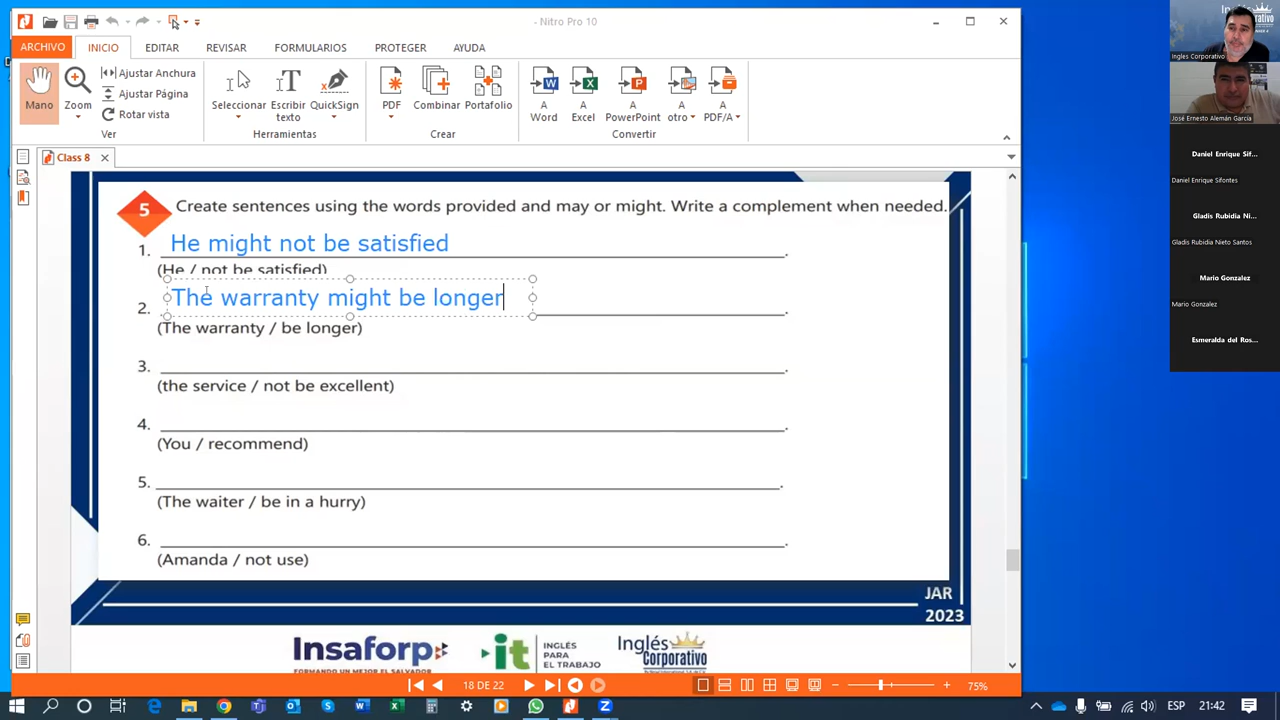 - Nitro Pro 10
ARCHIVO INICIO EDITAR REVISAR FORMULARIOS PROTEGER AYUDA
Mano
Zoom
Ajustar Anchura
Ajustar Página
Rotar vista
Ver
Seleccionar
Escribir texto
QuickSign
Herramientas
PDF
Combinar
Portafolio
Crear
A Word
A Excel
A PowerPoint
A otro
A PDF/A
Convertir
Class 8
5 Create sentences using the words provided and may or might. Write a complement when needed.
1. He might not be satisfied
(He / not be satisfied)
2. The warranty might be longer
(The warranty / be longer)
3.
(the service / not be excellent)
4.
(You / recommend)
5.
(The waiter / be in a hurry)
6.
(Amanda / not use)
JAR
2023
Insaforp
FORMANDO UN MEJOR EL SALVADOR
it INGLÉS PARA EL TRABAJO
Inglés Corporativo
18 DE 22
75%
ESP 21:42
Ingles Corporativo
José Ernesto Alemán García
Daniel Enrique Sif...
Daniel Enrique Sifontes
Gladis Rubidia Ni...
Gladis Rubidia Nieto Santos
Mario Gonzalez
Mario Gonzalez
Esmeralda del Ros...